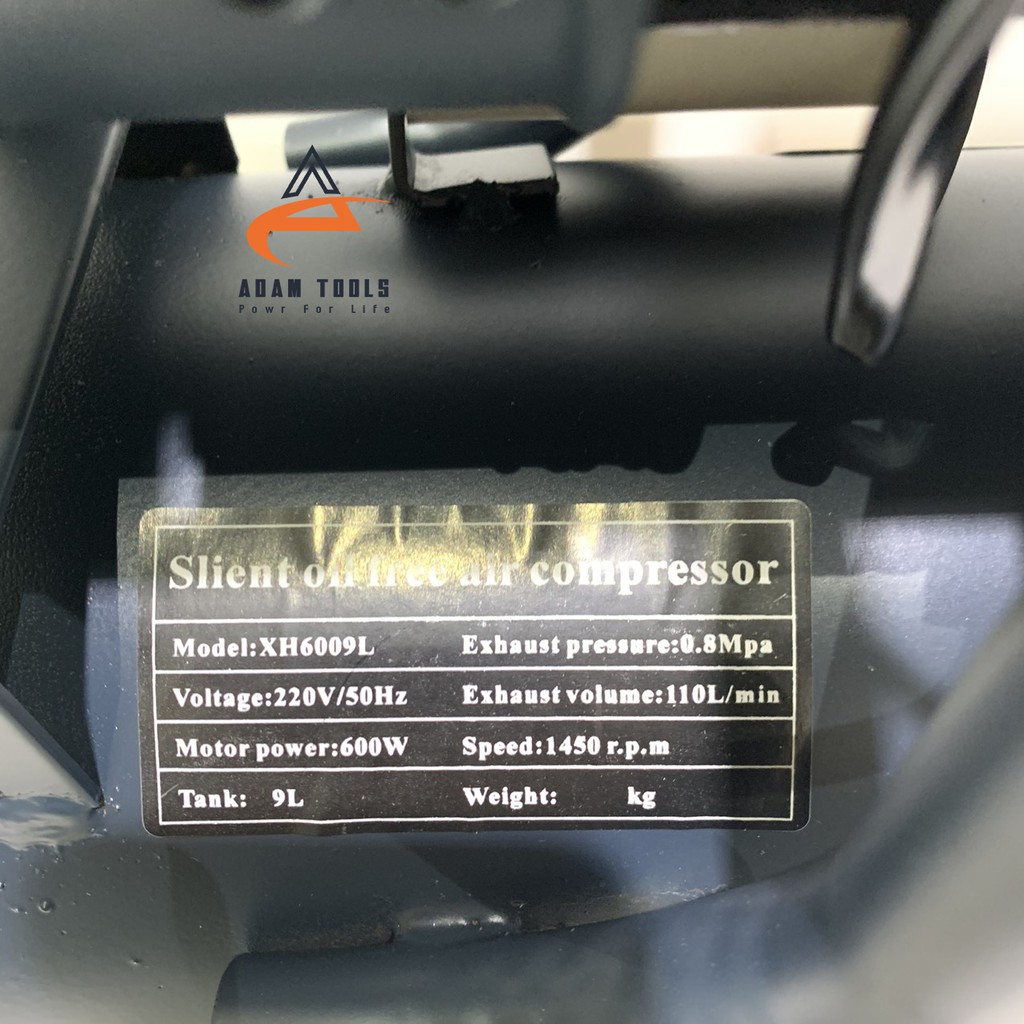 ADAM TOOLS
Powr For Life
Slient oil free air compressor
Model:XH6009L Exhaust pressure:0.8Mpa
Voltage:220V/50Hz Exhaust volume:110L/min
Motor power:600W Speed:1450 r.p.m
Tank: 9L Weight: kg